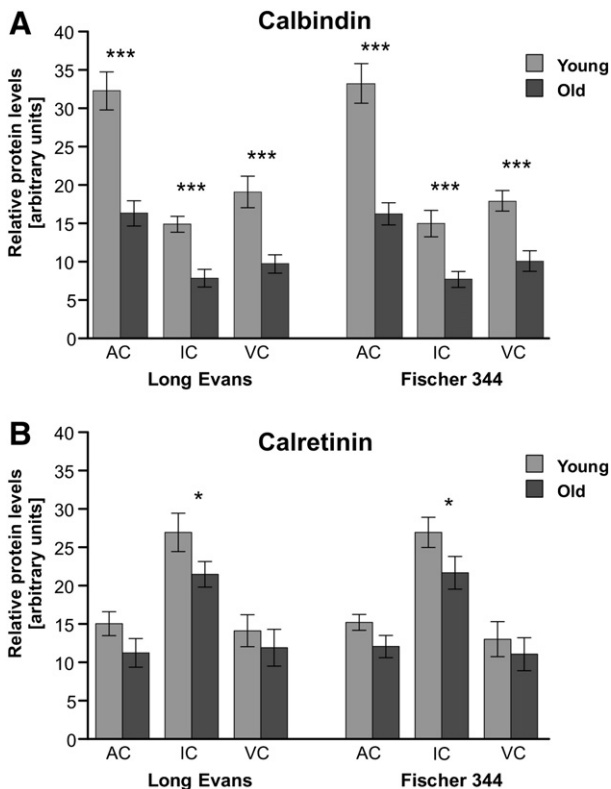 A
Calbindin
Relative protein levels
[arbitrary units]
40
35
30
25
20
15
10
5
0
*** *** *** *** *** ***
Young
Old
AC IC VC AC IC VC
Long Evans Fischer 344
B
Calretinin
Relative protein levels
[arbitrary units]
40
35
30
25
20
15
10
5
0
* *
Young
Old
AC IC VC AC IC VC
Long Evans Fischer 344